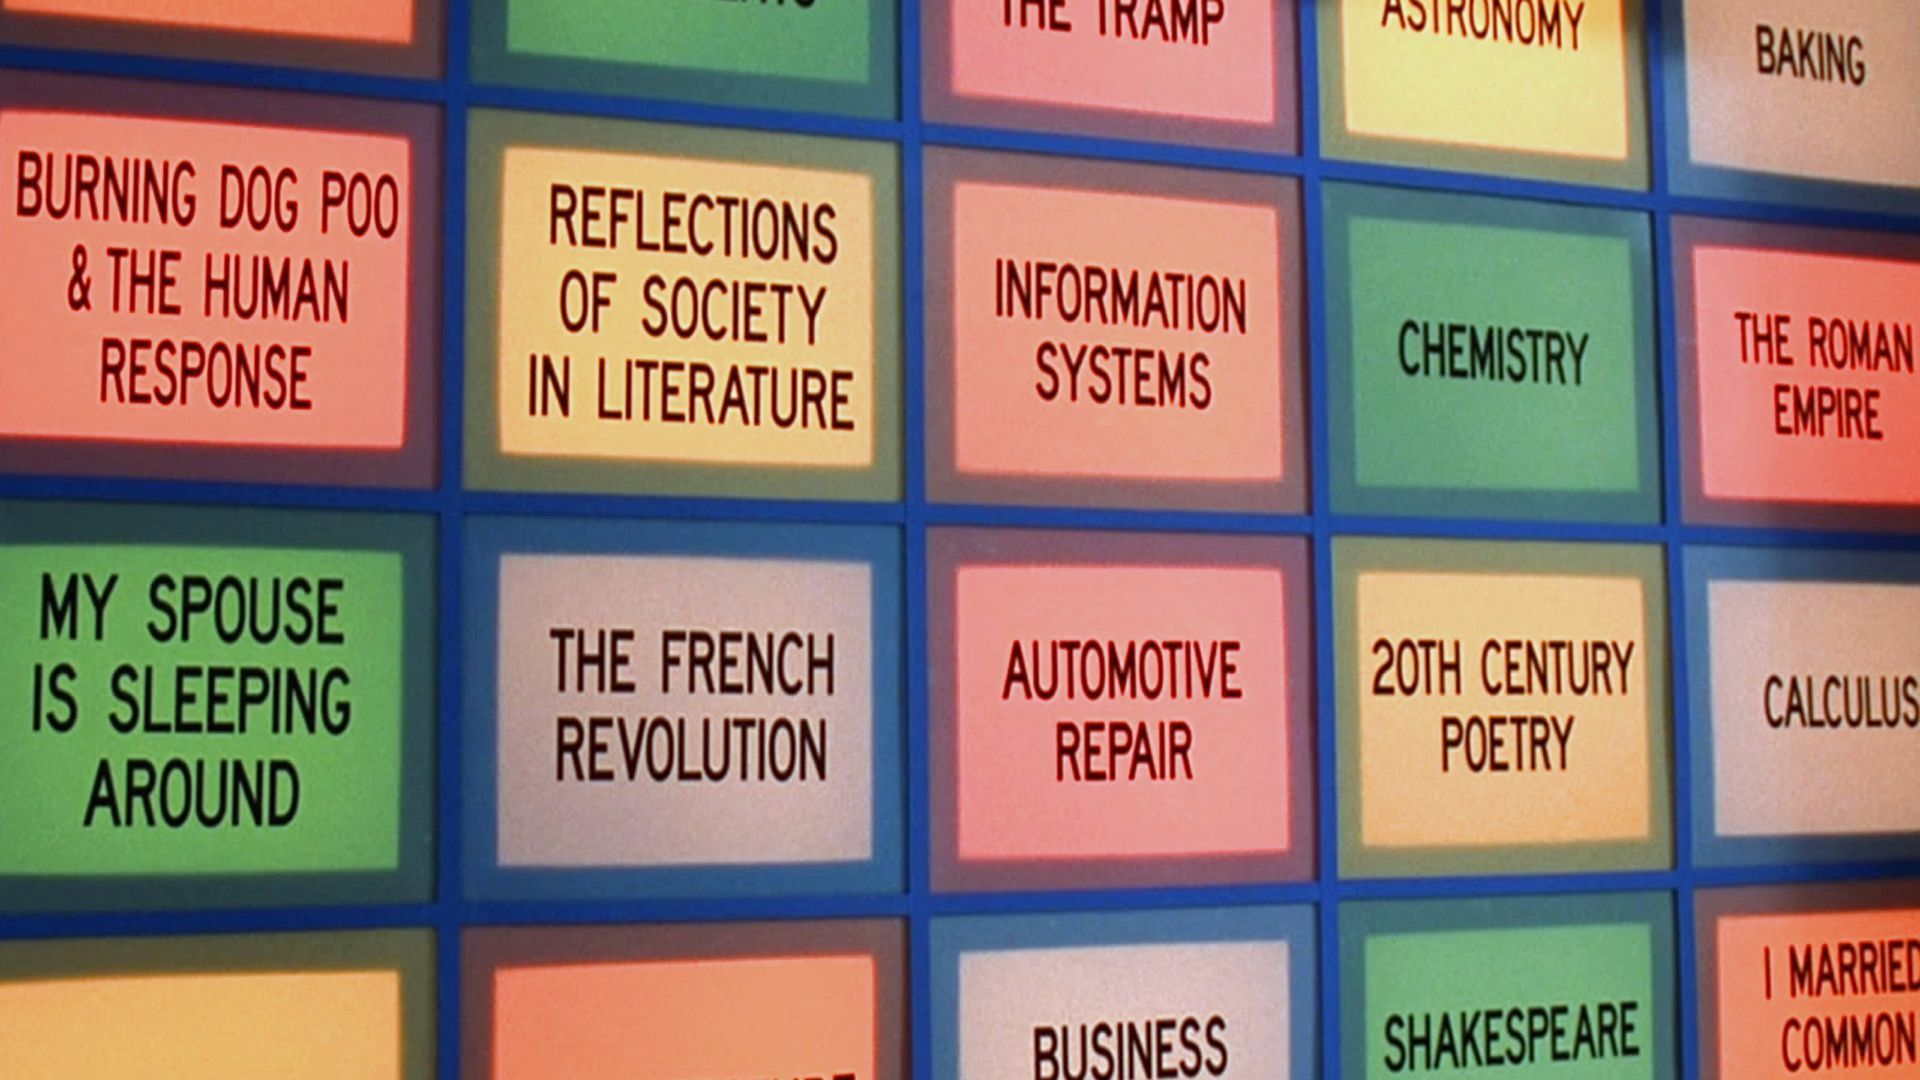 THE TRAMP
ASTRONOMY
BAKING
BURNING DOG POO
& THE HUMAN
RESPONSE
REFLECTIONS
OF SOCIETY
IN LITERATURE
INFORMATION
SYSTEMS
CHEMISTRY
THE ROMAN
EMPIRE
MY SPOUSE
IS SLEEPING
AROUND
THE FRENCH
REVOLUTION
AUTOMOTIVE
REPAIR
20TH CENTURY
POETRY
CALCULUS
BUSINESS
SHAKESPEARE
I MARRIED
COMMON